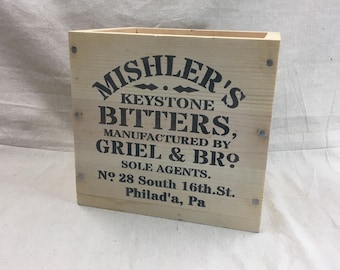 MISHLER'S
KEYSTONE
BITTERS,
MANUFACTURED BY
GRIEL & BRO
SOLE AGENTS.
No 28 South 16th.St.
Philad'a, Pa